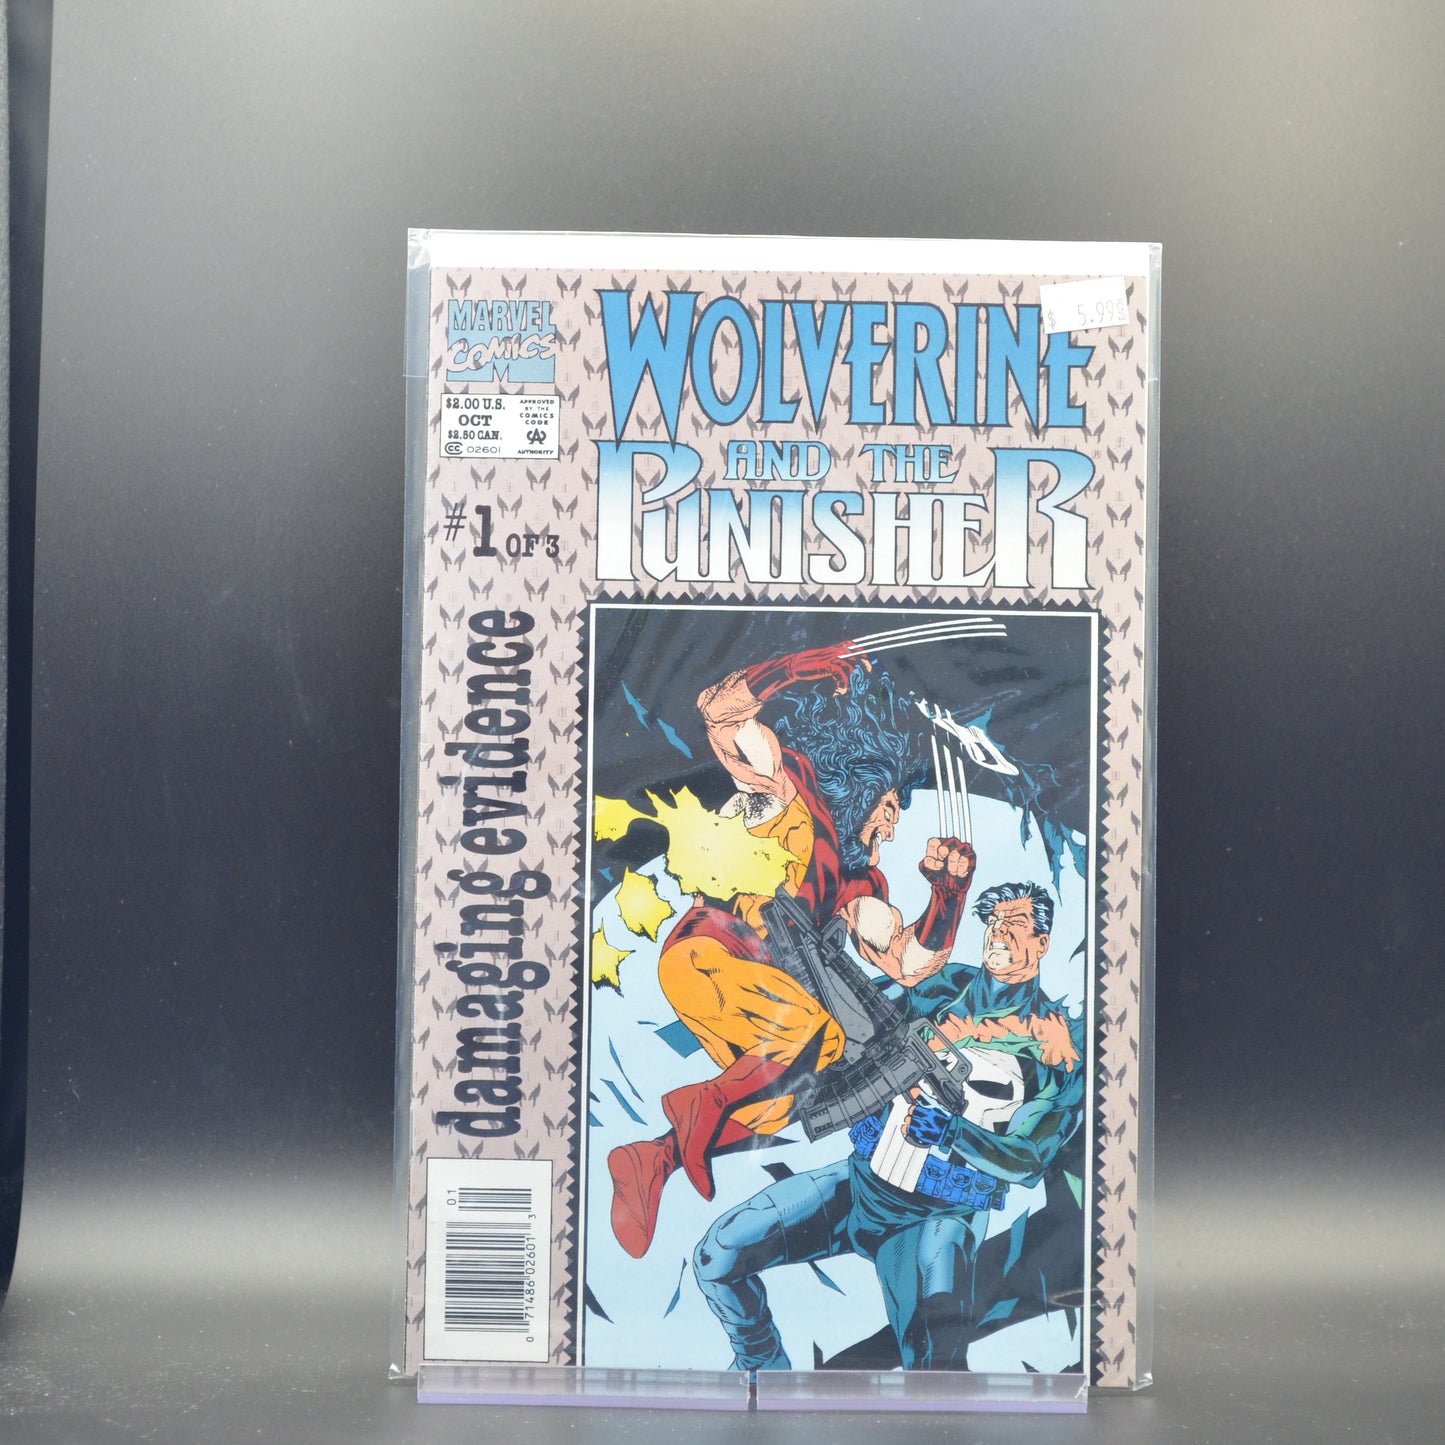 MARVEL
COMICS
$2.00 U.S.
OCT
$2.50 CAN.
CC 02601
APPROVED
BY THE
COMICS
CODE
AUTHORITY
WOLVERINE
$ 5.99
AND THE
PUNISHER®
#1 OF 3
damaging evidence
01
0 71486 02601 3